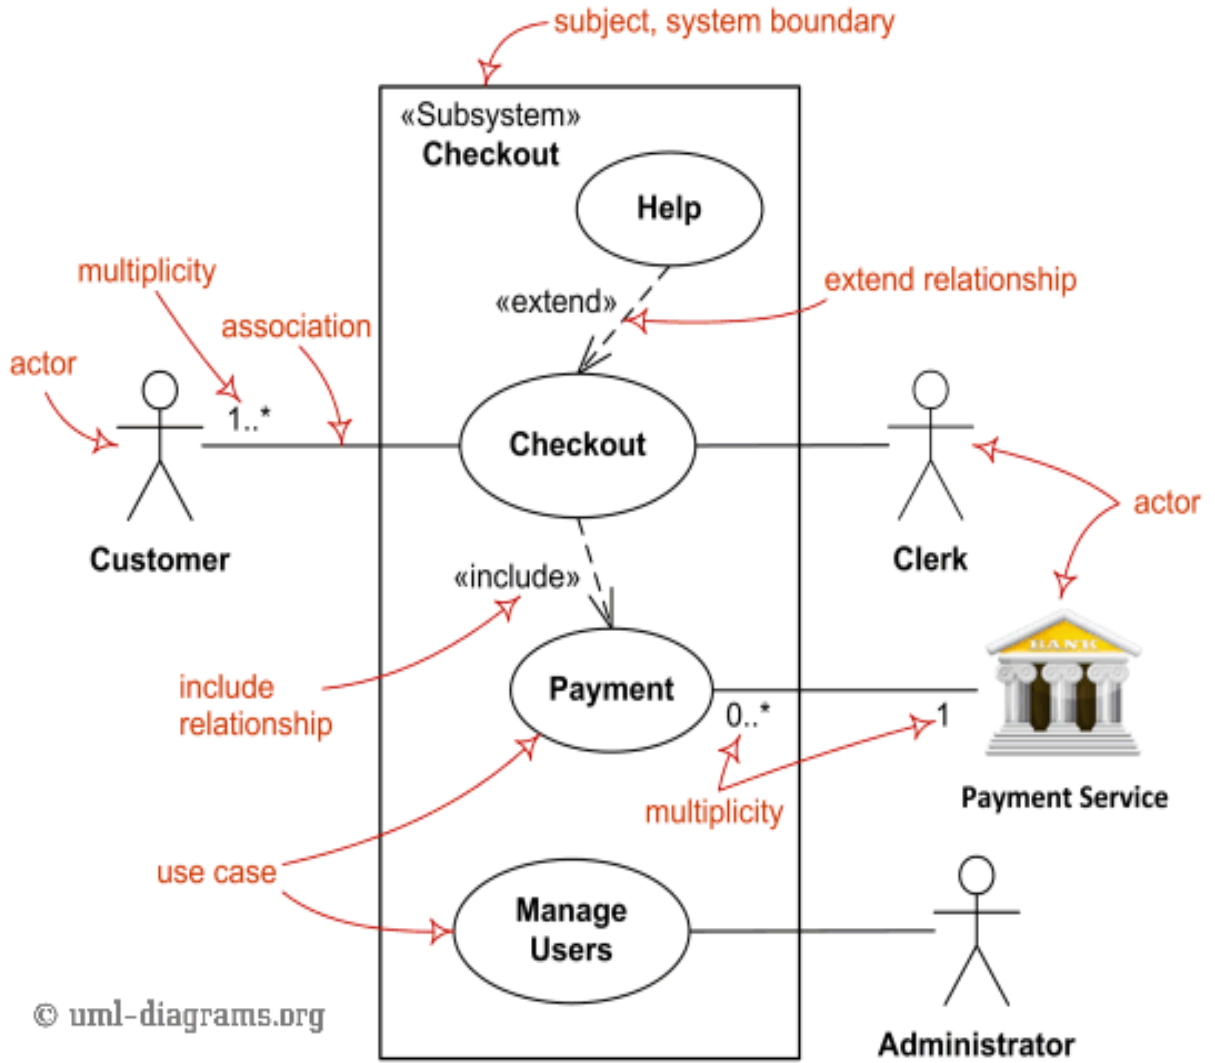 subject, system boundary
«Subsystem»
Checkout
Help
multiplicity
«extend»
extend relationship
association
actor
1..*
Checkout
actor
Customer
Clerk
«include»
BANK
include
relationship
Payment
0..*
1
multiplicity
Payment Service
use case
Manage
Users
© uml-diagrams.org
Administrator